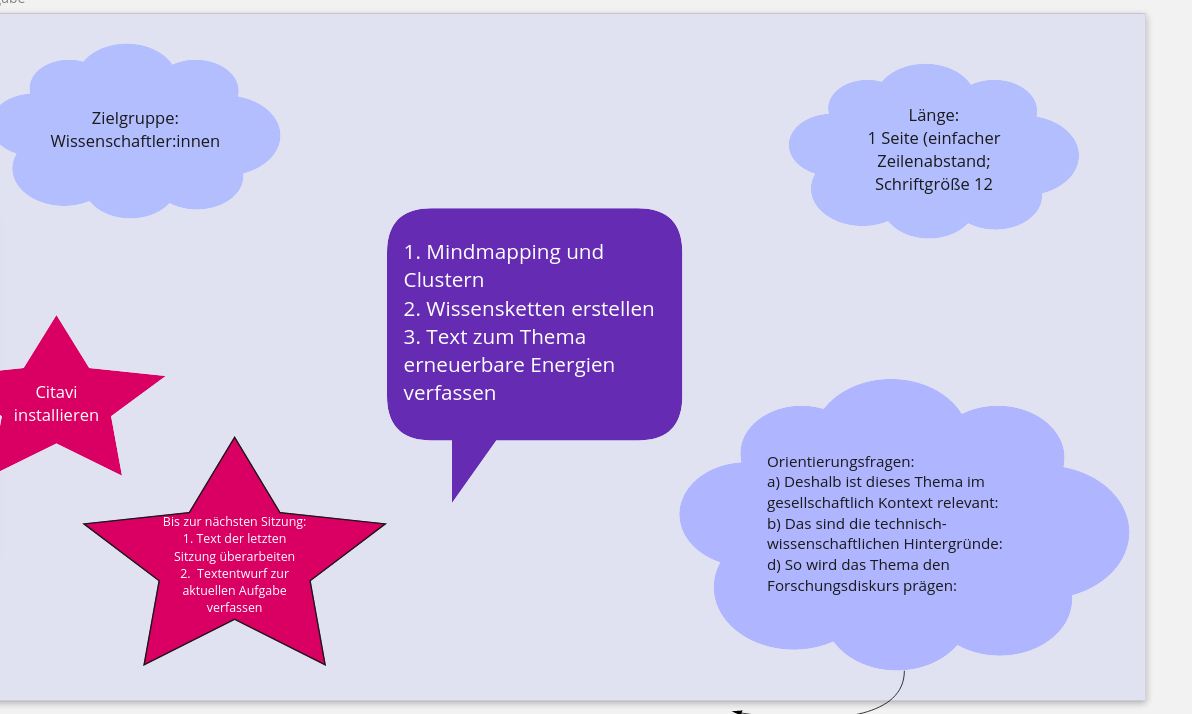 Zielgruppe:
Wissenschaftler:innen
Länge:
1 Seite (einfacher
Zeilenabstand;
Schriftgröße 12
1. Mindmapping und
Clustern
2. Wissensketten erstellen
3. Text zum Thema
erneuerbare Energien
verfassen
Citavi
installieren
Bis zur nächsten Sitzung:
1. Text der letzten
Sitzung überarbeiten
2. Textentwurf zur
aktuellen Aufgabe
verfassen
Orientierungsfragen:
a) Deshalb ist dieses Thema im
gesellschaftlich Kontext relevant:
b) Das sind die technisch-
wissenschaftlichen Hintergründe:
d) So wird das Thema den
Forschungsdiskurs prägen: